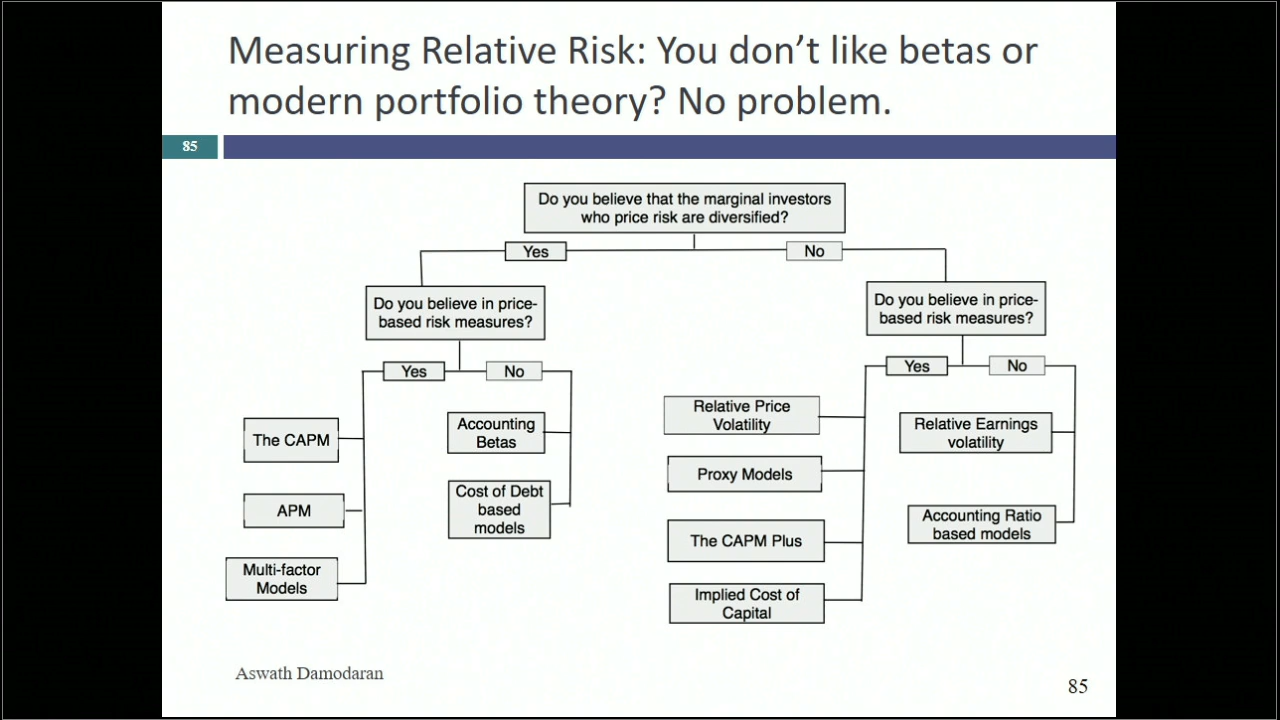 Measuring Relative Risk: You don’t like betas or
modern portfolio theory? No problem.
85
Do you believe that the marginal investors
who price risk are diversified?
Yes
No
Do you believe in price-
based risk measures?
Do you believe in price-
based risk measures?
Yes
No
Yes
No
The CAPM
APM
Multi-factor
Models
Accounting
Betas
Cost of Debt
based
models
Relative Price
Volatility
Proxy Models
The CAPM Plus
Implied Cost of
Capital
Relative Earnings
volatility
Accounting Ratio
based models
Aswath Damodaran
85